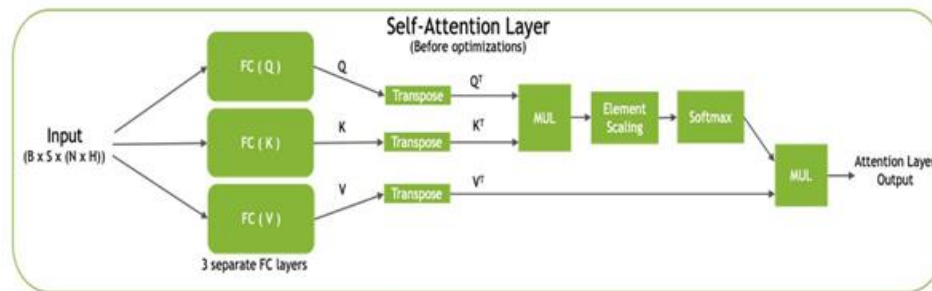 Self-Attention Layer
(Before optimizations)
Input
(B x S x (N x H))
FC ( Q )
FC ( K )
FC ( V )
3 separate FC layers
Q
K
V
Transpose
Transpose
Transpose
Qᵀ
Kᵀ
Vᵀ
MUL
Element
Scaling
Softmax
MUL
Attention Layer
Output